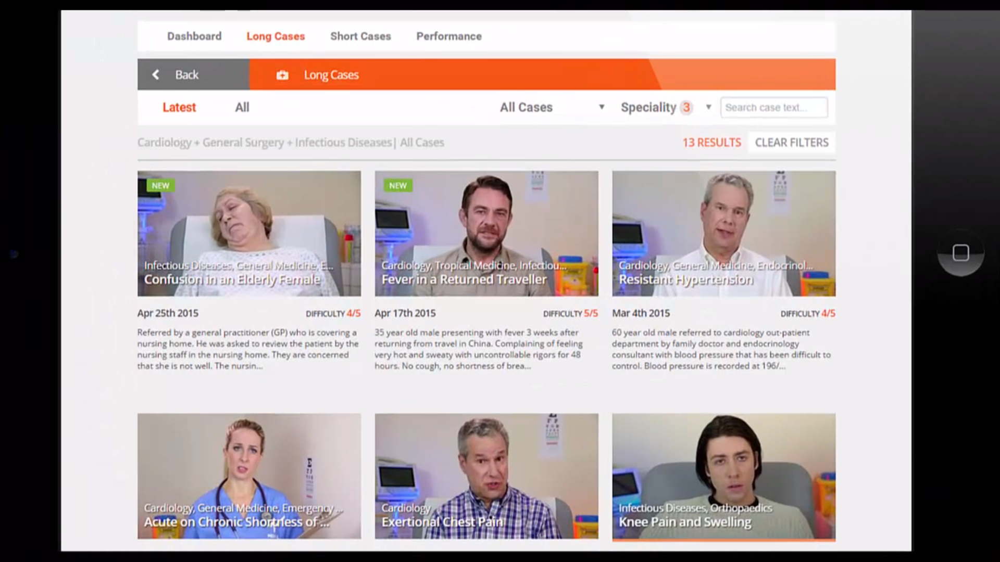 Dashboard Long Cases Short Cases Performance
Back Long Cases
Latest All All Cases Speciality 3 Search case text...
Cardiology + General Surgery + Infectious Diseases| All Cases 13 RESULTS CLEAR FILTERS
NEW
Infectious Diseases, General Medicine, E...
Confusion in an Elderly Female
Apr 25th 2015 DIFFICULTY 4/5
Referred by a general practitioner (GP) who is covering a
nursing home. He was asked to review the patient by the
nursing staff in the nursing home. They are concerned
that she is not well. The nursin...
NEW
Cardiology, Tropical Medicine, Infectiou...
Fever in a Returned Traveller
Apr 17th 2015 DIFFICULTY 5/5
35 year old male presenting with fever 3 weeks after
returning from travel in China. Complaining of feeling
very hot and sweaty with uncontrollable rigors for 48
hours. No cough, no shortness of brea...
Cardiology, General Medicine, Endocrinol...
Resistant Hypertension
Mar 4th 2015 DIFFICULTY 4/5
60 year old male referred to cardiology out-patient
department by family doctor and endocrinology
consultant with blood pressure that has been difficult to
control. Blood pressure is recorded at 196/...
Cardiology, General Medicine, Emergency ...
Acute on Chronic Shortness of ...
Cardiology
Exertional Chest Pain
Infectious Diseases, Orthopaedics
Knee Pain and Swelling